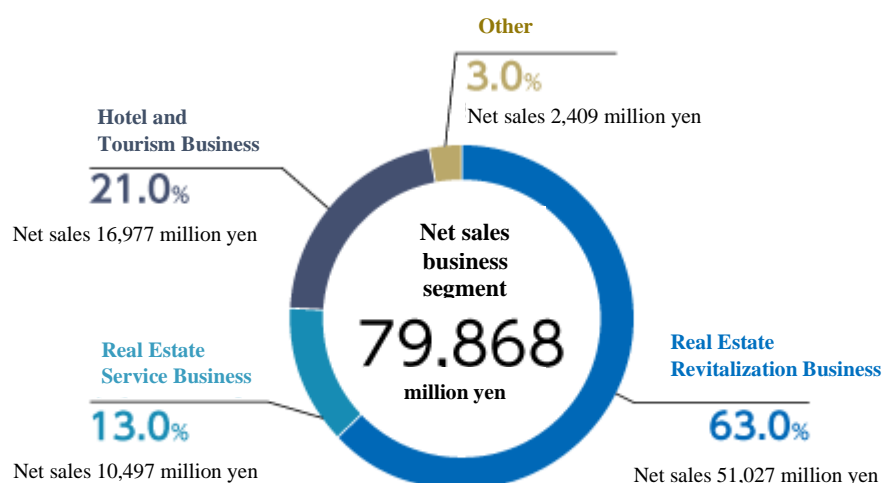 Other
3.0%
Net sales 2,409 million yen
Hotel and
Tourism Business
21.0%
Net sales 16,977 million yen
Net sales
business
segment
79.868
million yen
Real Estate
Service Business
13.0%
Net sales 10,497 million yen
Real Estate
Revitalization Business
63.0%
Net sales 51,027 million yen